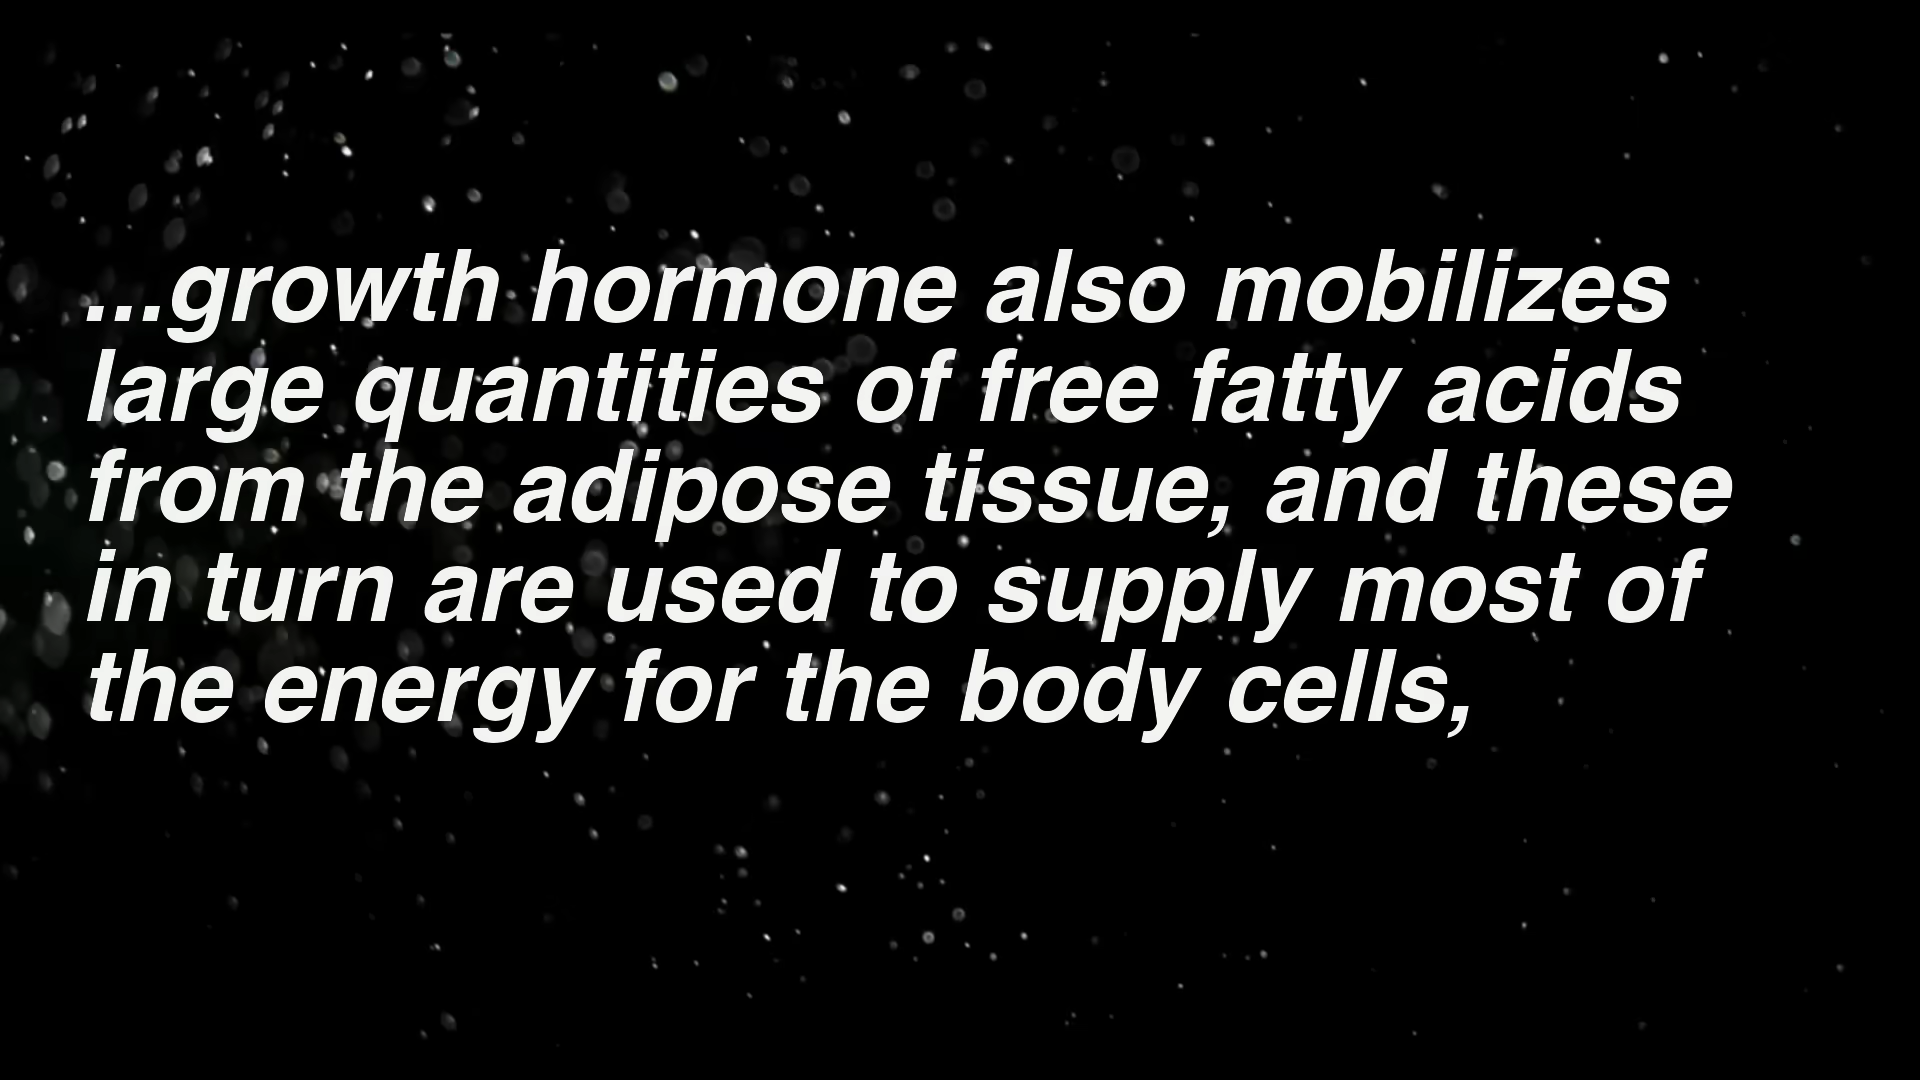 ...growth hormone also mobilizes
large quantities of free fatty acids
from the adipose tissue, and these
in turn are used to supply most of
the energy for the body cells,